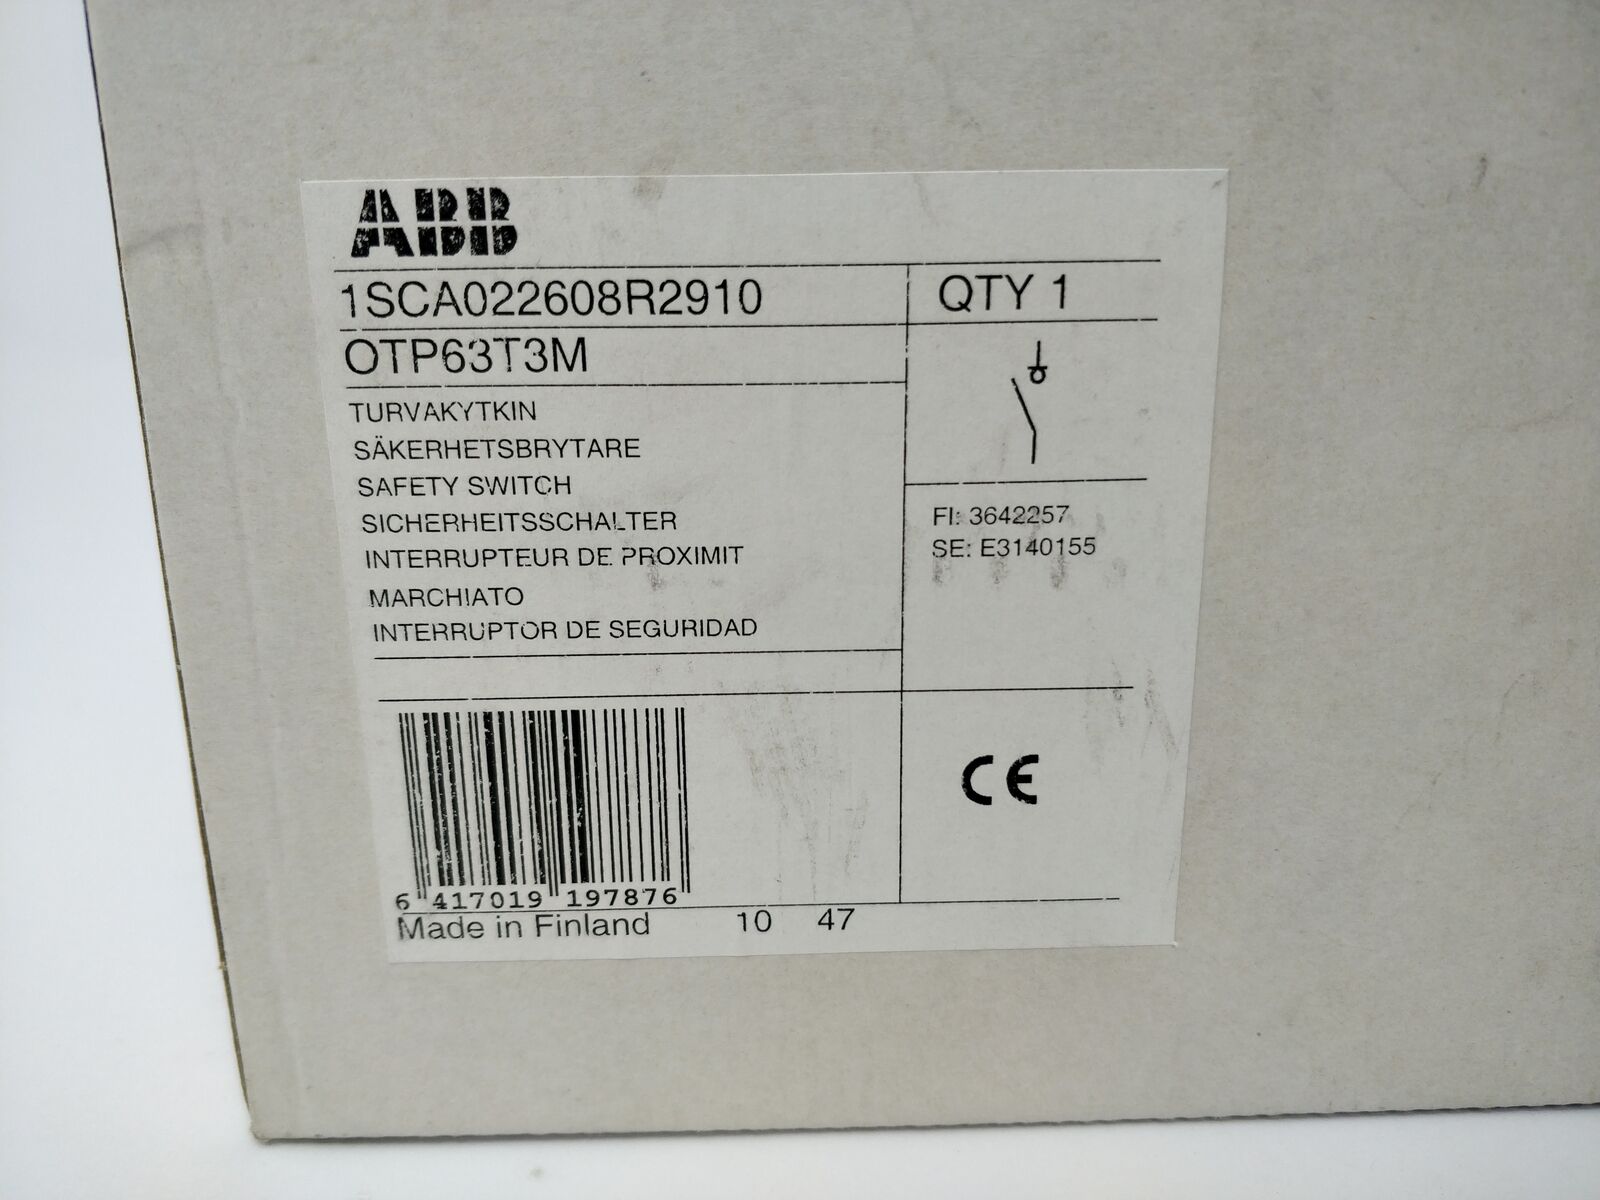 ABB
1SCA022608R2910
QTY 1
OTP63T3M
TURVAKYTKIN
SÄKERHETSBRYTARE
SAFETY SWITCH
SICHERHEITSSCHALTER
INTERRUPTEUR DE PROXIMIT
MARCHIATO
INTERRUPTOR DE SEGURIDAD
FI: 3642257
SE: E3140155
CE
6 417019 197876
Made in Finland 10 47